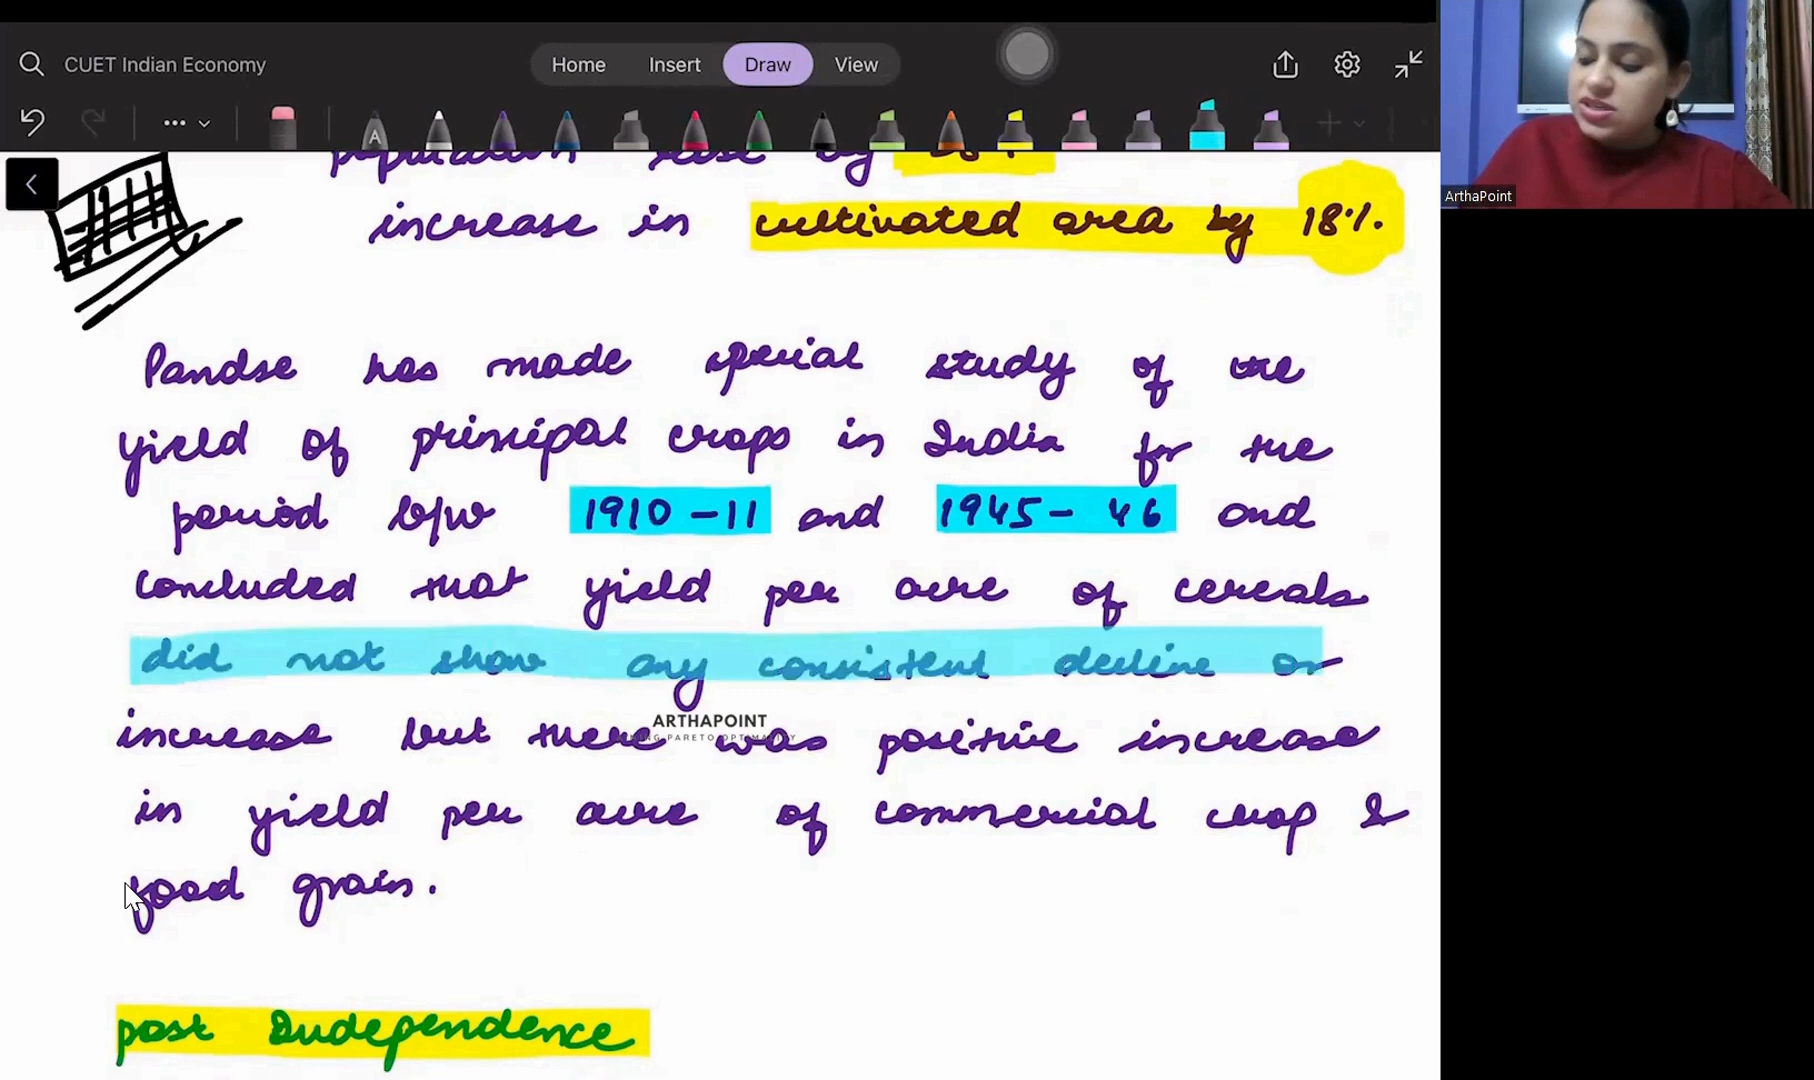 CUET Indian Economy
Home Insert Draw View
A
population rose by
increase in cultivated area by 18%.
ArthaPoint
Pandse has made special study of the
yield of principal crops in India for the
period b/w 1910-11 and 1945-46 and
concluded that yield per acre of cereals
did not show any consistent decline or
ARTHAPOINT
increase but there was positive increase
in yield per acre of commercial crop &
food grain.
post Independence